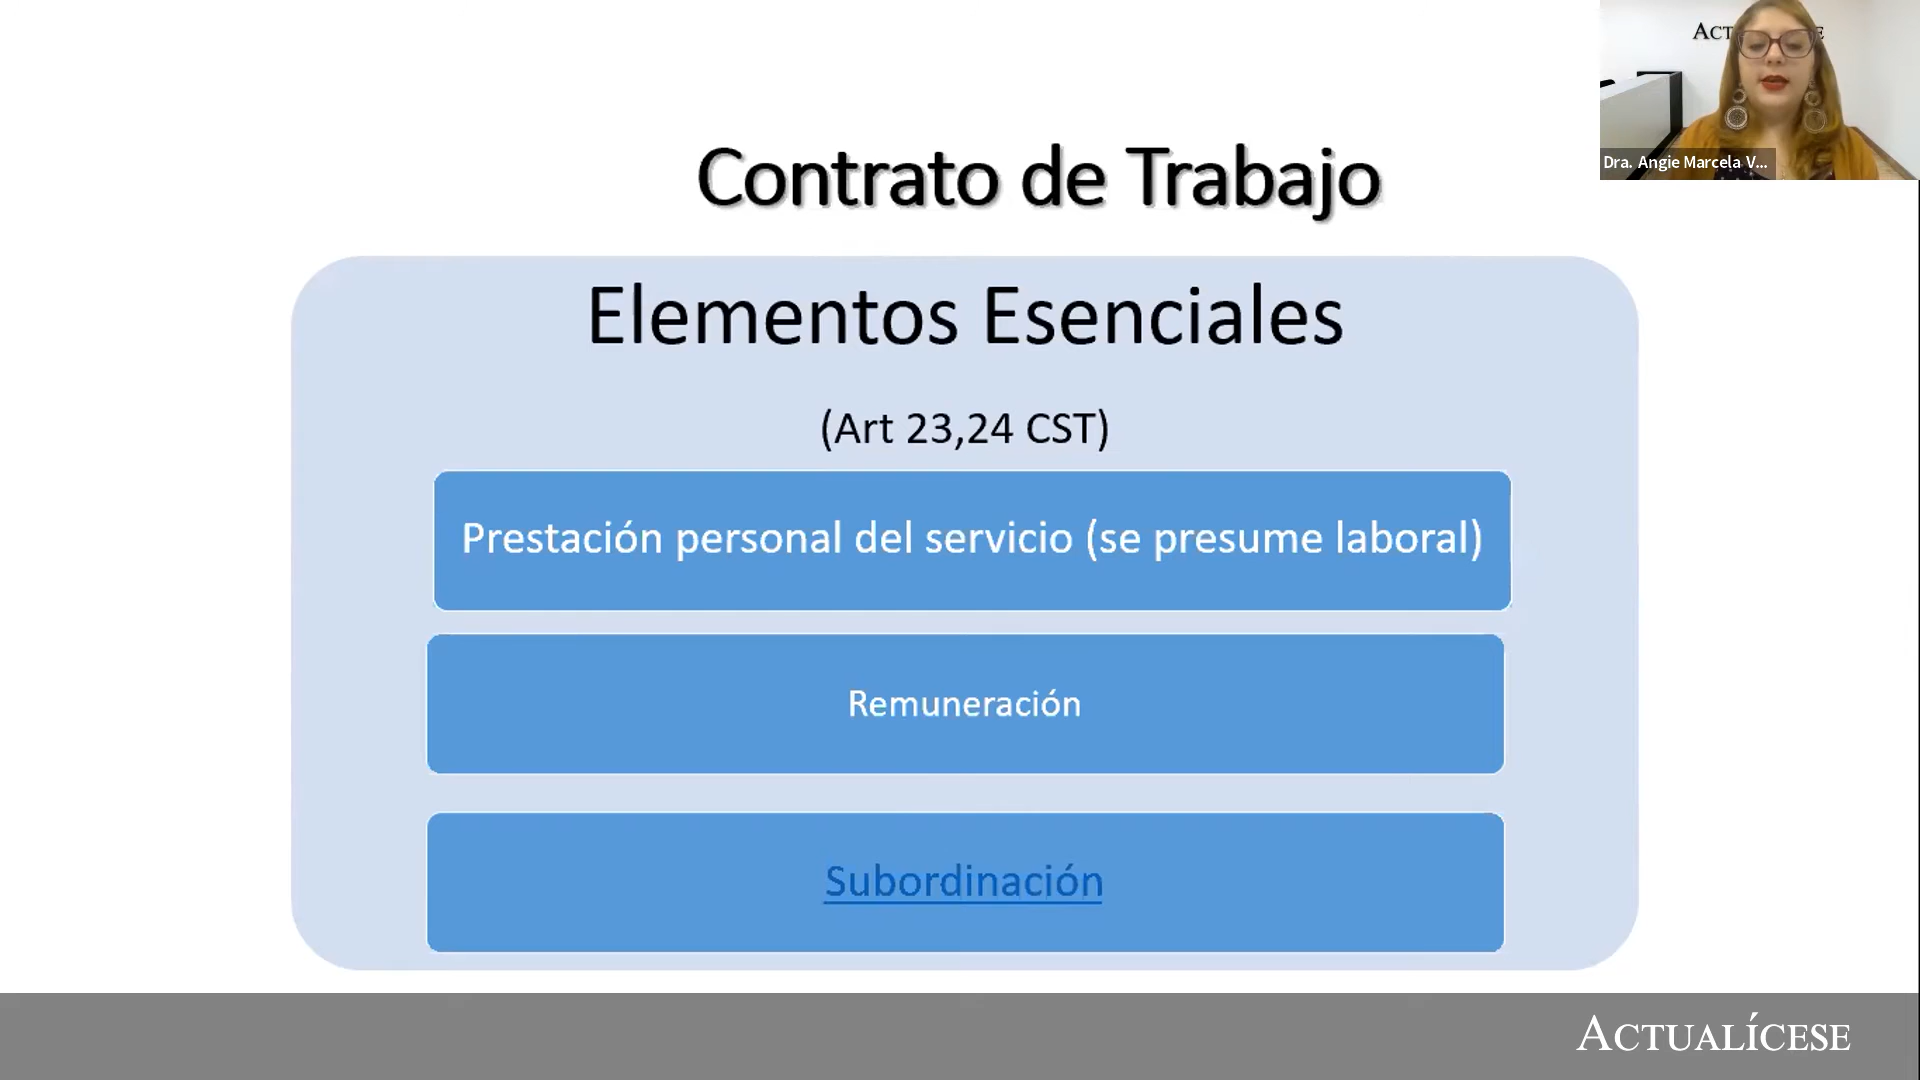 Dra. Angie Marcela V...
Contrato de Trabajo
Elementos Esenciales
(Art 23,24 CST)
Prestación personal del servicio (se presume laboral)
Remuneración
Subordinación
ACTUALÍCESE